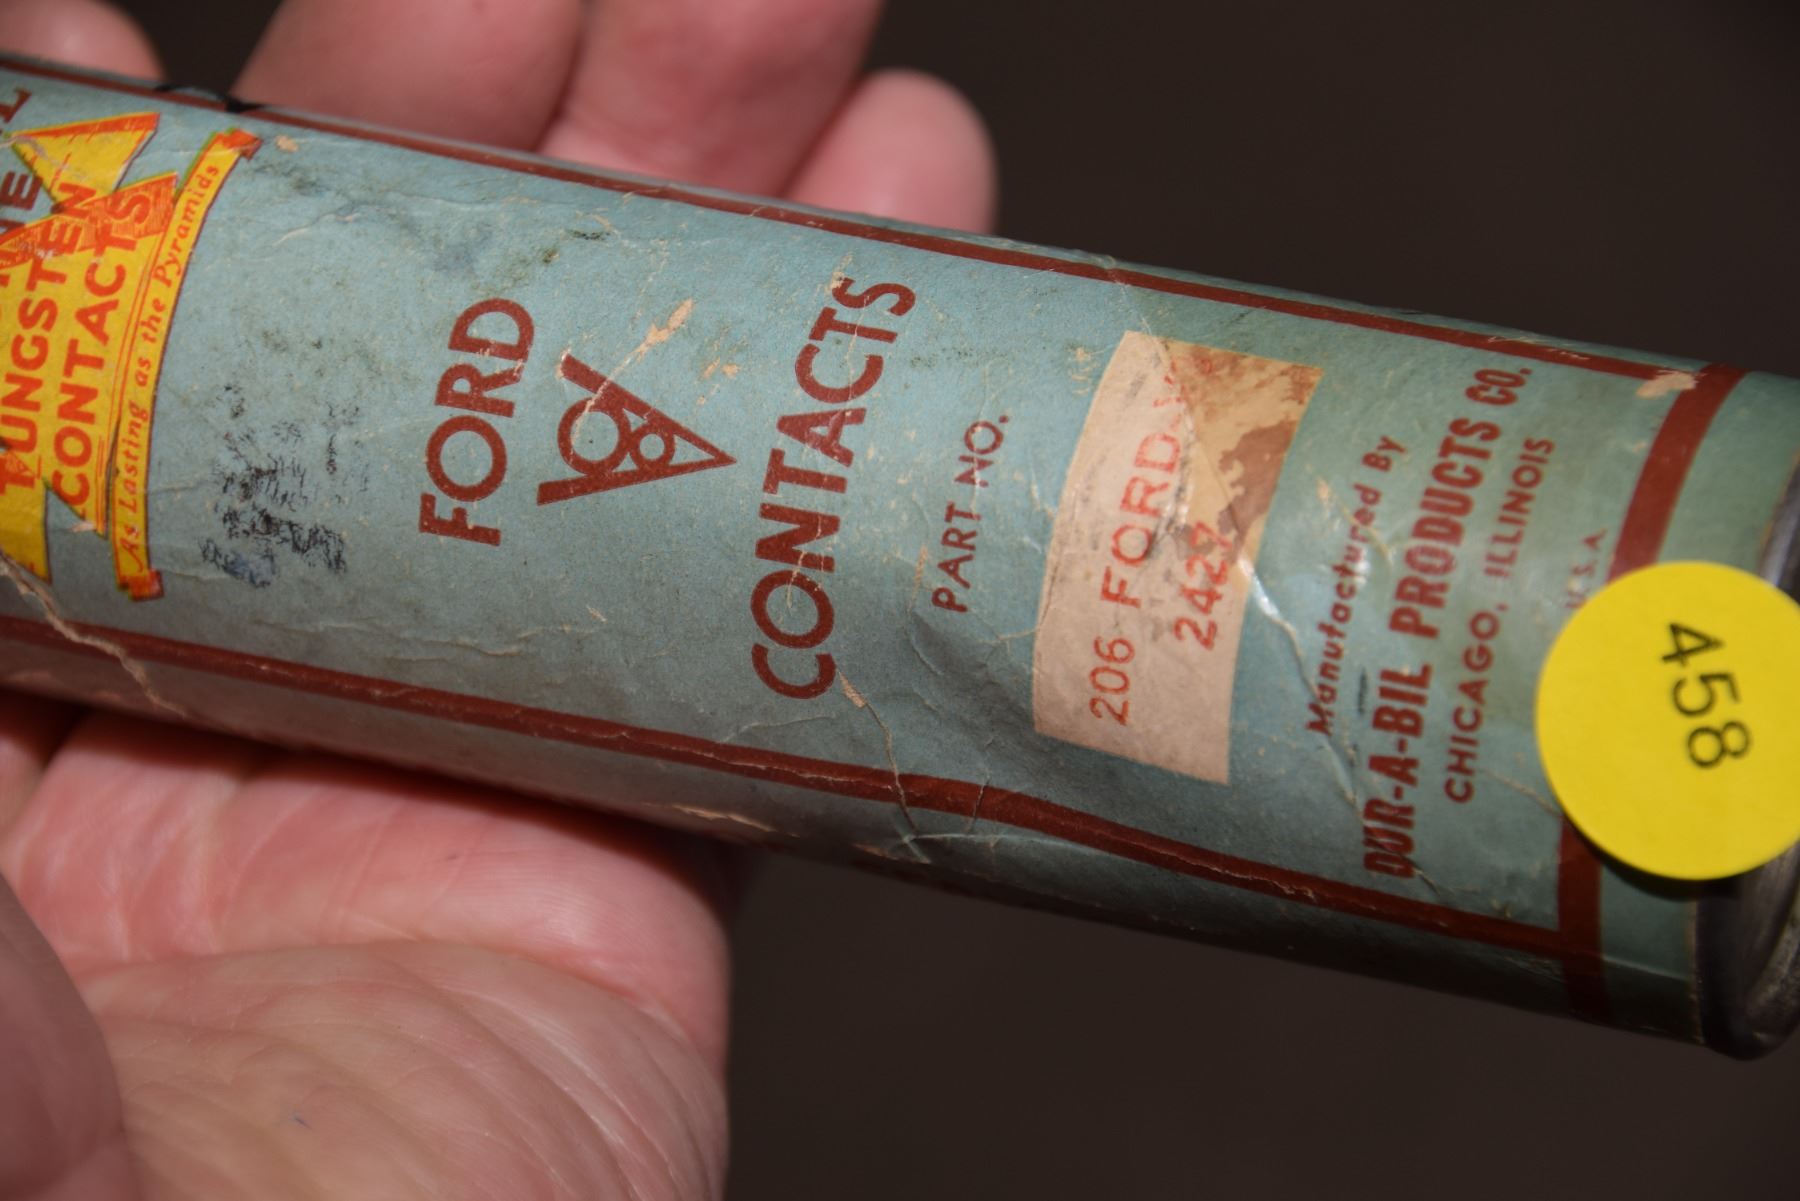 TUNGSTEN
CONTACTS
As Lasting as the Pyramids
FORD
V8
CONTACTS
PART NO.
206 FORD
2427
Manufactured By
DUR-A-BIL PRODUCTS CO.
CHICAGO, ILLINOIS
U.S.A
458